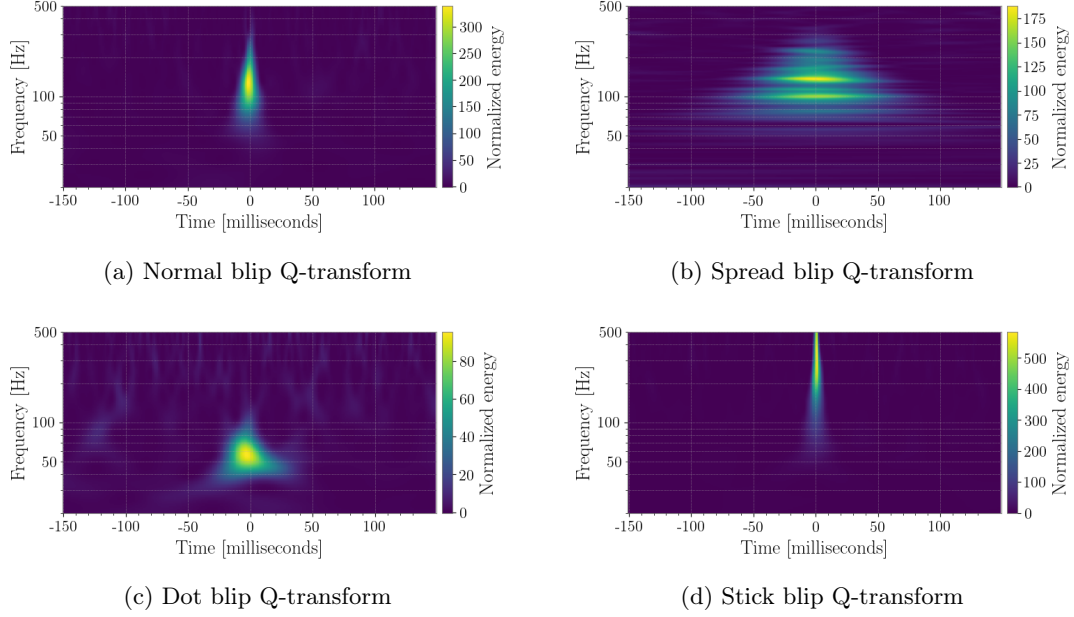 500
100
50
Frequency [Hz]
-150 -100 -50 0 50 100
Time [milliseconds]
300
250
200
150
100
50
0
Normalized energy
(a) Normal blip Q-transform
500
100
50
Frequency [Hz]
-150 -100 -50 0 50 100
Time [milliseconds]
175
150
125
100
75
50
25
0
Normalized energy
(b) Spread blip Q-transform
500
100
50
Frequency [Hz]
-150 -100 -50 0 50 100
Time [milliseconds]
80
60
40
20
0
Normalized energy
(c) Dot blip Q-transform
500
100
50
Frequency [Hz]
-150 -100 -50 0 50 100
Time [milliseconds]
500
400
300
200
100
0
Normalized energy
(d) Stick blip Q-transform